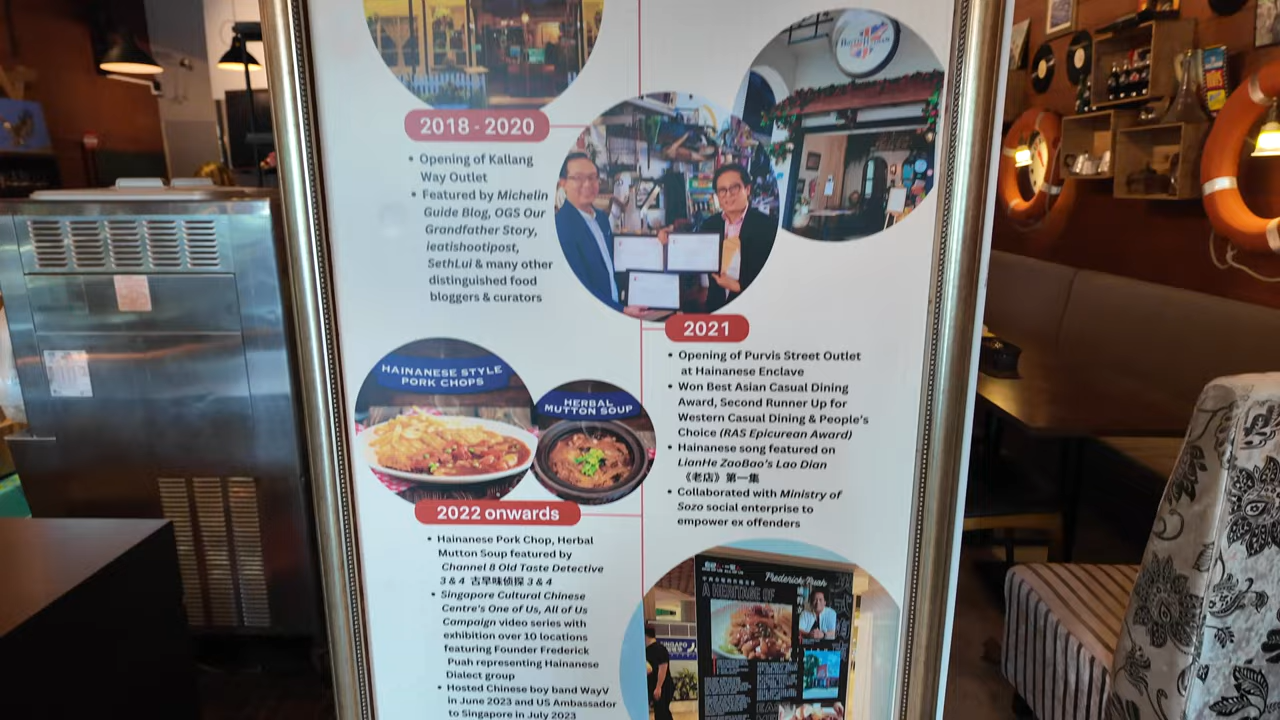 2018 - 2020
• Opening of Kallang
Way Outlet
• Featured by Michelin
Guide Blog, OGS Our
Grandfather Story,
ieatishootipost,
SethLui & many other
distinguished food
bloggers & curators
2021
• Opening of Purvis Street Outlet
at Hainanese Enclave
• Won Best Asian Casual Dining
Award, Second Runner Up for
Western Casual Dining & People's
Choice (RAS Epicurean Award)
• Hainanese song featured on
LianHe ZaoBao's Lao Dian
《老店》第一集
• Collaborated with Ministry of
Sozo social enterprise to
empower ex offenders
HAINANESE STYLE
PORK CHOPS
HERBAL
MUTTON SOUP
2022 onwards
• Hainanese Pork Chop, Herbal
Mutton Soup featured by
Channel 8 Old Taste Detective
3 & 4 古早味侦探 3 & 4
• Singapore Cultural Chinese
Centre's One of Us, All of Us
Campaign video series with
exhibition over 10 locations
featuring Founder Frederick
Puah representing Hainanese
Dialect group
• Hosted Chinese boy band WayV
in June 2023 and US Ambassador
to Singapore in July 2023
Frederick Puah
A HERITAGE OF